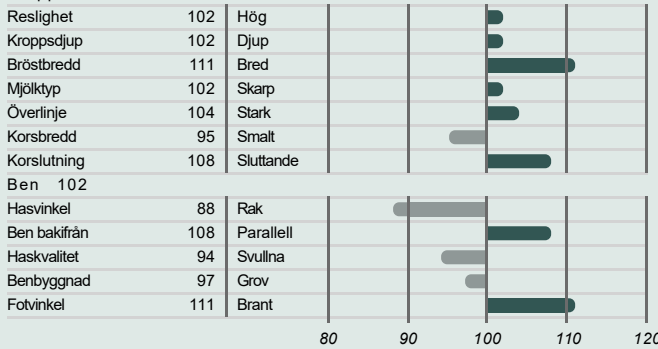 Reslighet 102 Hög
Kroppsdjup 102 Djup
Bröstbredd 111 Bred
Mjölktyp 102 Skarp
Överlinje 104 Stark
Korsbredd 95 Smalt
Korslutning 108 Sluttande
Ben 102
Hasvinkel 88 Rak
Ben bakifrån 108 Parallell
Haskvalitet 94 Svullna
Benbyggnad 97 Grov
Fotvinkel 111 Brant
80 90 100 110 120